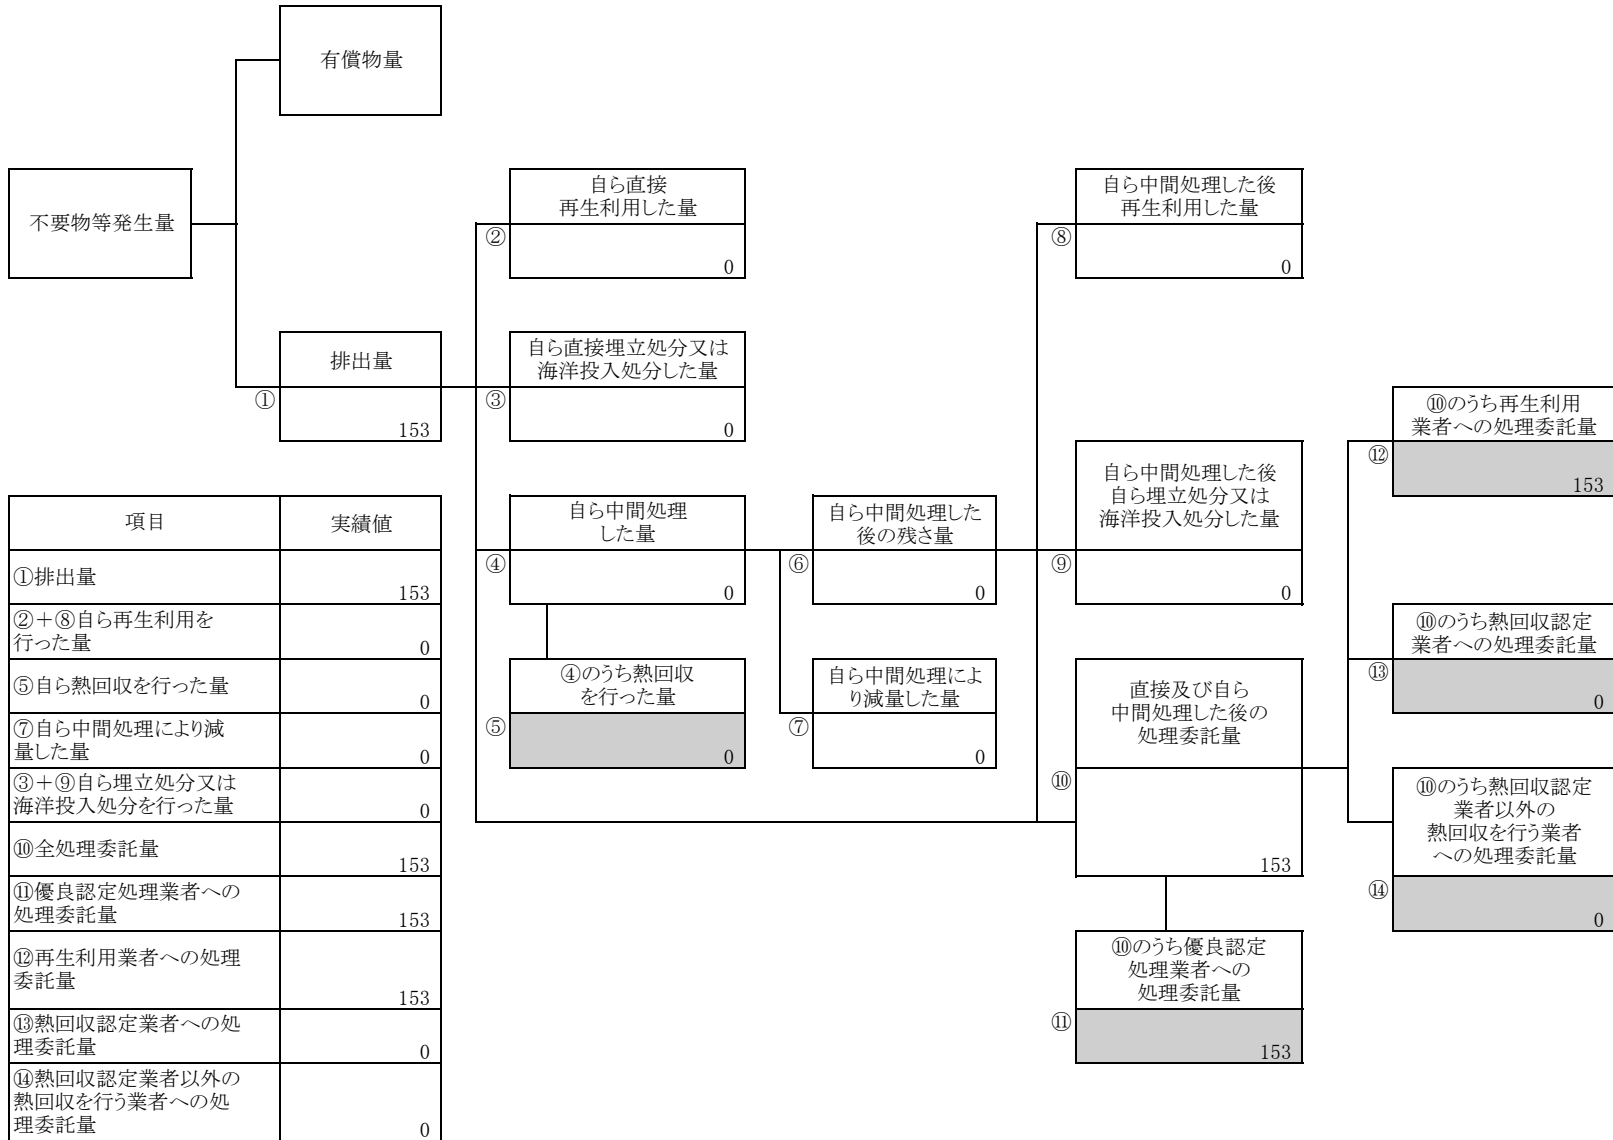 有償物量
不要物等発生量
自ら直接
再生利用した量
②
0
自ら中間処理した後
再生利用した量
⑧
0
排出量
①
153
自ら直接埋立処分又は
海洋投入処分した量
③
0
⑩のうち再生利用
業者への処理委託量
⑫
153
自ら中間処理
した量
④
0
自ら中間処理した
後の残さ量
⑥
0
自ら中間処理した後
自ら埋立処分又は
海洋投入処分した量
⑨
0
⑩のうち熱回収認定
業者への処理委託量
⑬
0
④のうち熱回収
を行った量
⑤
0
自ら中間処理によ
り減量した量
⑦
0
直接及び自ら
中間処理した後の
処理委託量
⑩
153
⑩のうち熱回収認定
業者以外の
熱回収を行う業者
への処理委託量
⑭
0
⑩のうち優良認定
処理業者への
処理委託量
⑪
153
項目 実績値
①排出量
153
②+⑧自ら再生利用を
行った量
0
⑤自ら熱回収を行った量
0
⑦自ら中間処理により減
量した量
0
③+⑨自ら埋立処分又は
海洋投入処分を行った量
0
⑩全処理委託量
153
⑪優良認定処理業者への
処理委託量
153
⑫再生利用業者への処理
委託量
153
⑬熱回収認定業者への処
理委託量
0
⑭熱回収認定業者以外の
熱回収を行う業者への処
理委託量
0